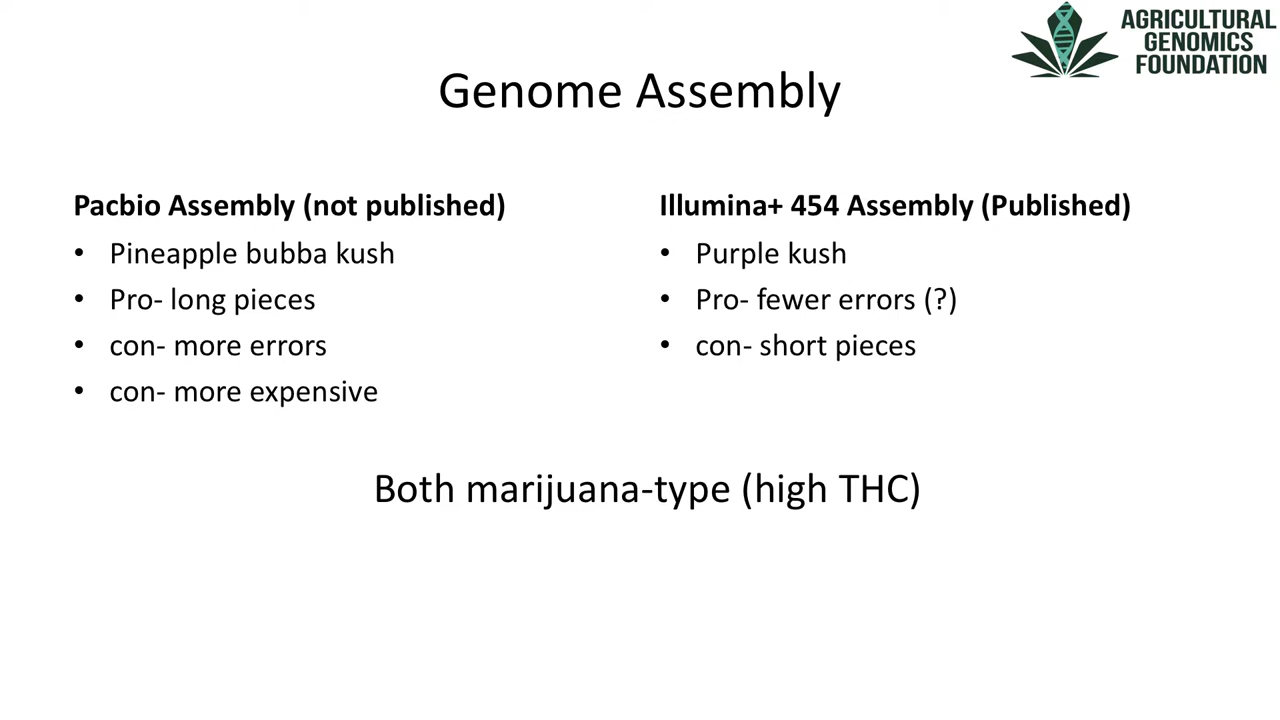 AGRICULTURAL
GENOMICS
FOUNDATION
Genome Assembly
Pacbio Assembly (not published)
• Pineapple bubba kush
• Pro- long pieces
• con- more errors
• con- more expensive
Illumina+ 454 Assembly (Published)
• Purple kush
• Pro- fewer errors (?)
• con- short pieces
Both marijuana-type (high THC)